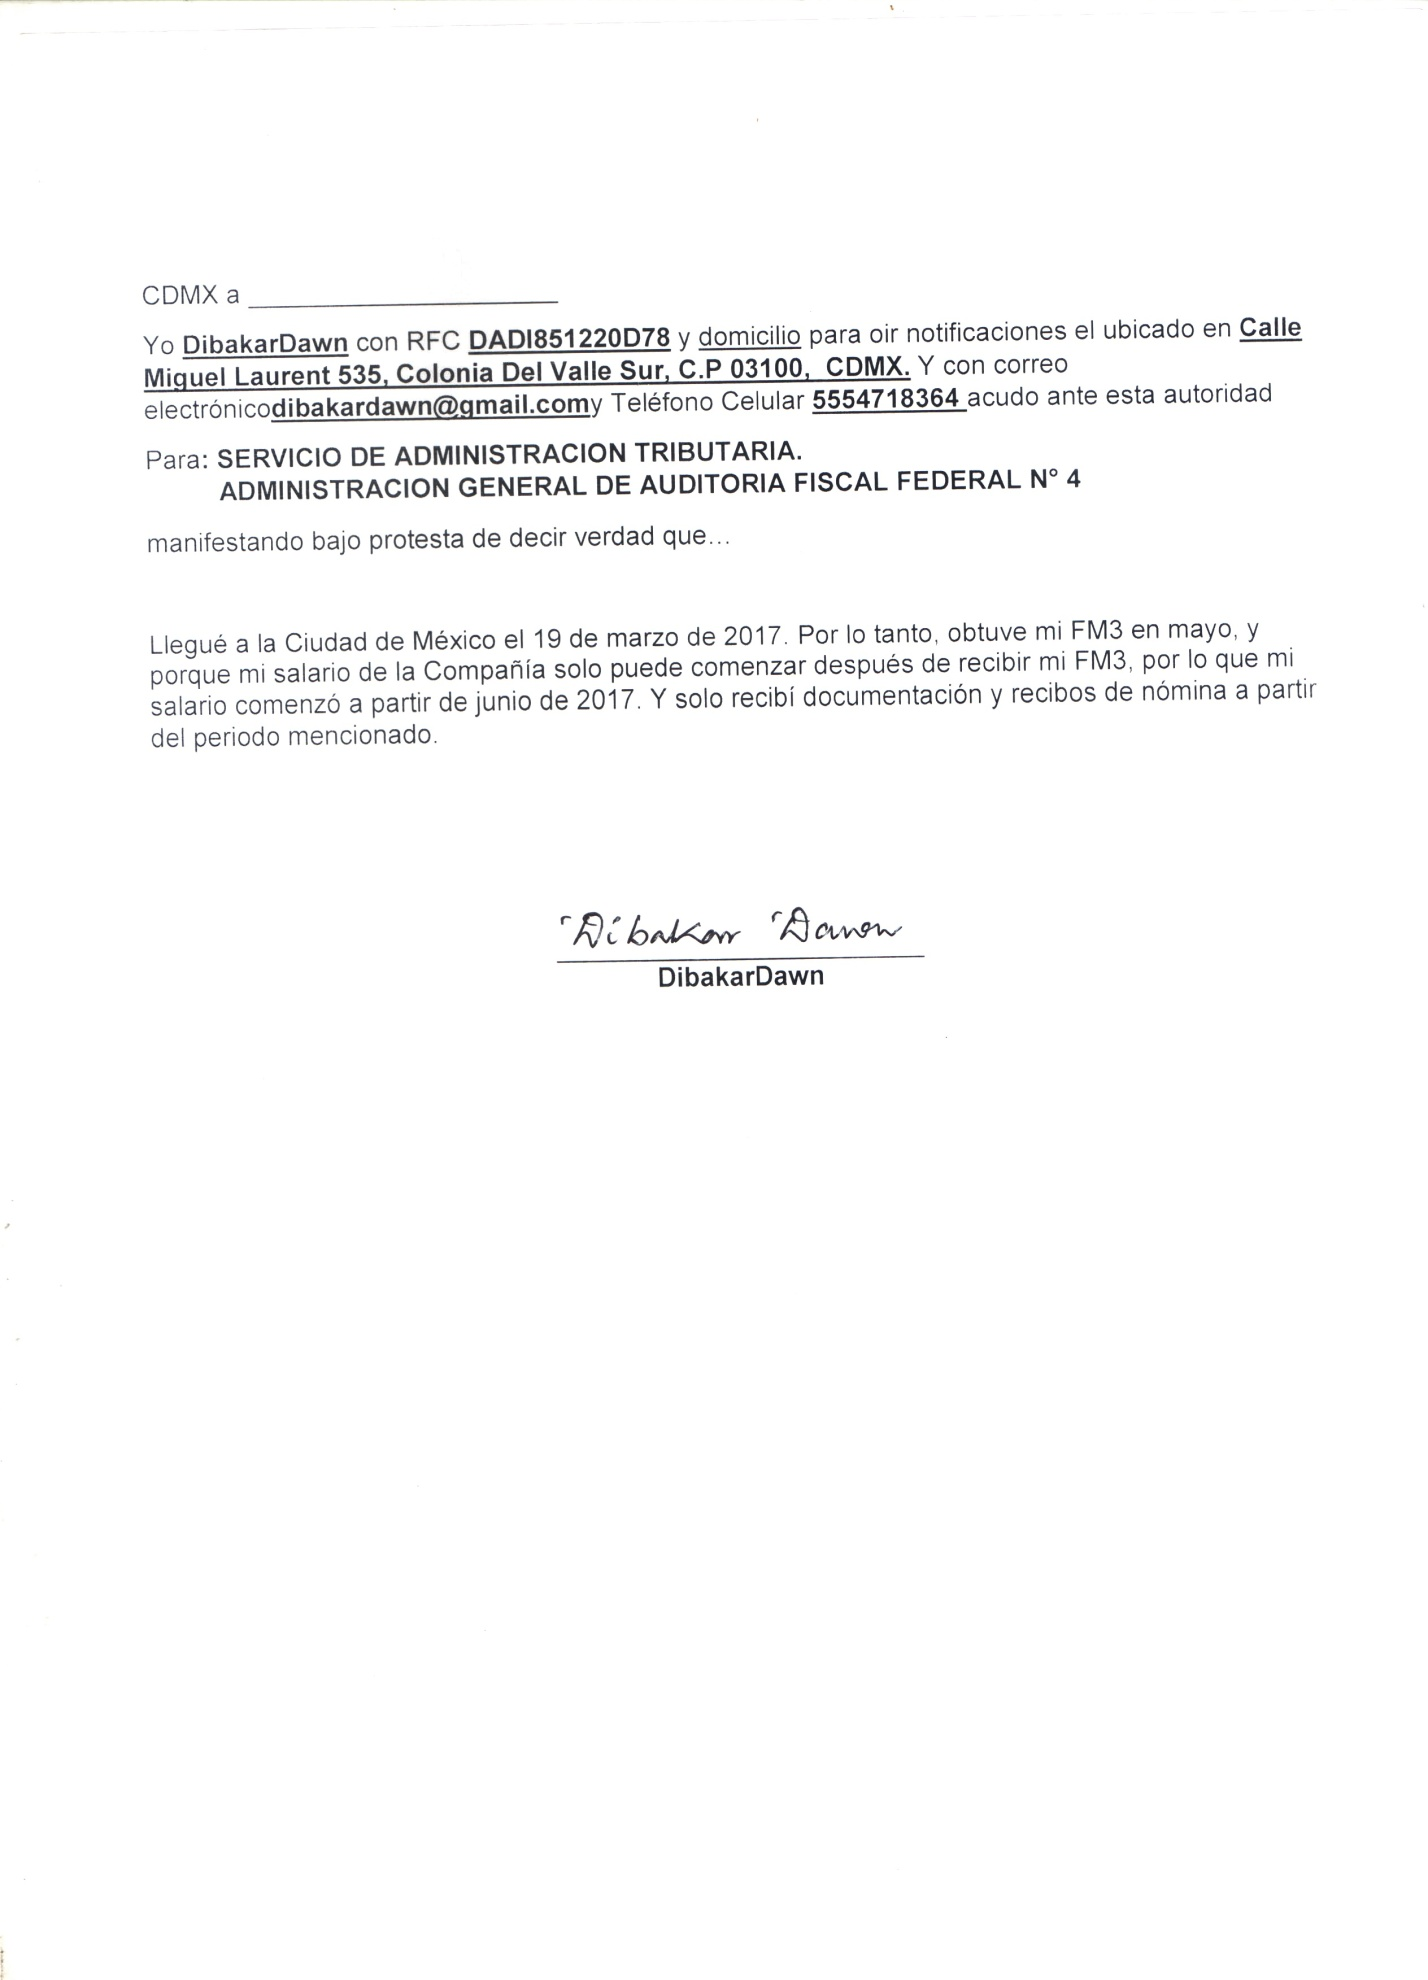 CDMX a ______________________
Yo DibakarDawn con RFC DADI851220D78 y domicilio para oir notificaciones el ubicado en Calle
Miguel Laurent 535, Colonia Del Valle Sur, C.P 03100,  CDMX. Y con correo
electrónicodibakardawn@gmail.comy Teléfono Celular 5554718364 acudo ante esta autoridad
Para: SERVICIO DE ADMINISTRACION TRIBUTARIA.
ADMINISTRACION GENERAL DE AUDITORIA FISCAL FEDERAL N° 4
manifestando bajo protesta de decir verdad que...
Llegué a la Ciudad de México el 19 de marzo de 2017. Por lo tanto, obtuve mi FM3 en mayo, y
porque mi salario de la Compañía solo puede comenzar después de recibir mi FM3, por lo que mi
salario comenzó a partir de junio de 2017. Y solo recibí documentación y recibos de nómina a partir
del periodo mencionado.
Dibakar Dawn
DibakarDawn